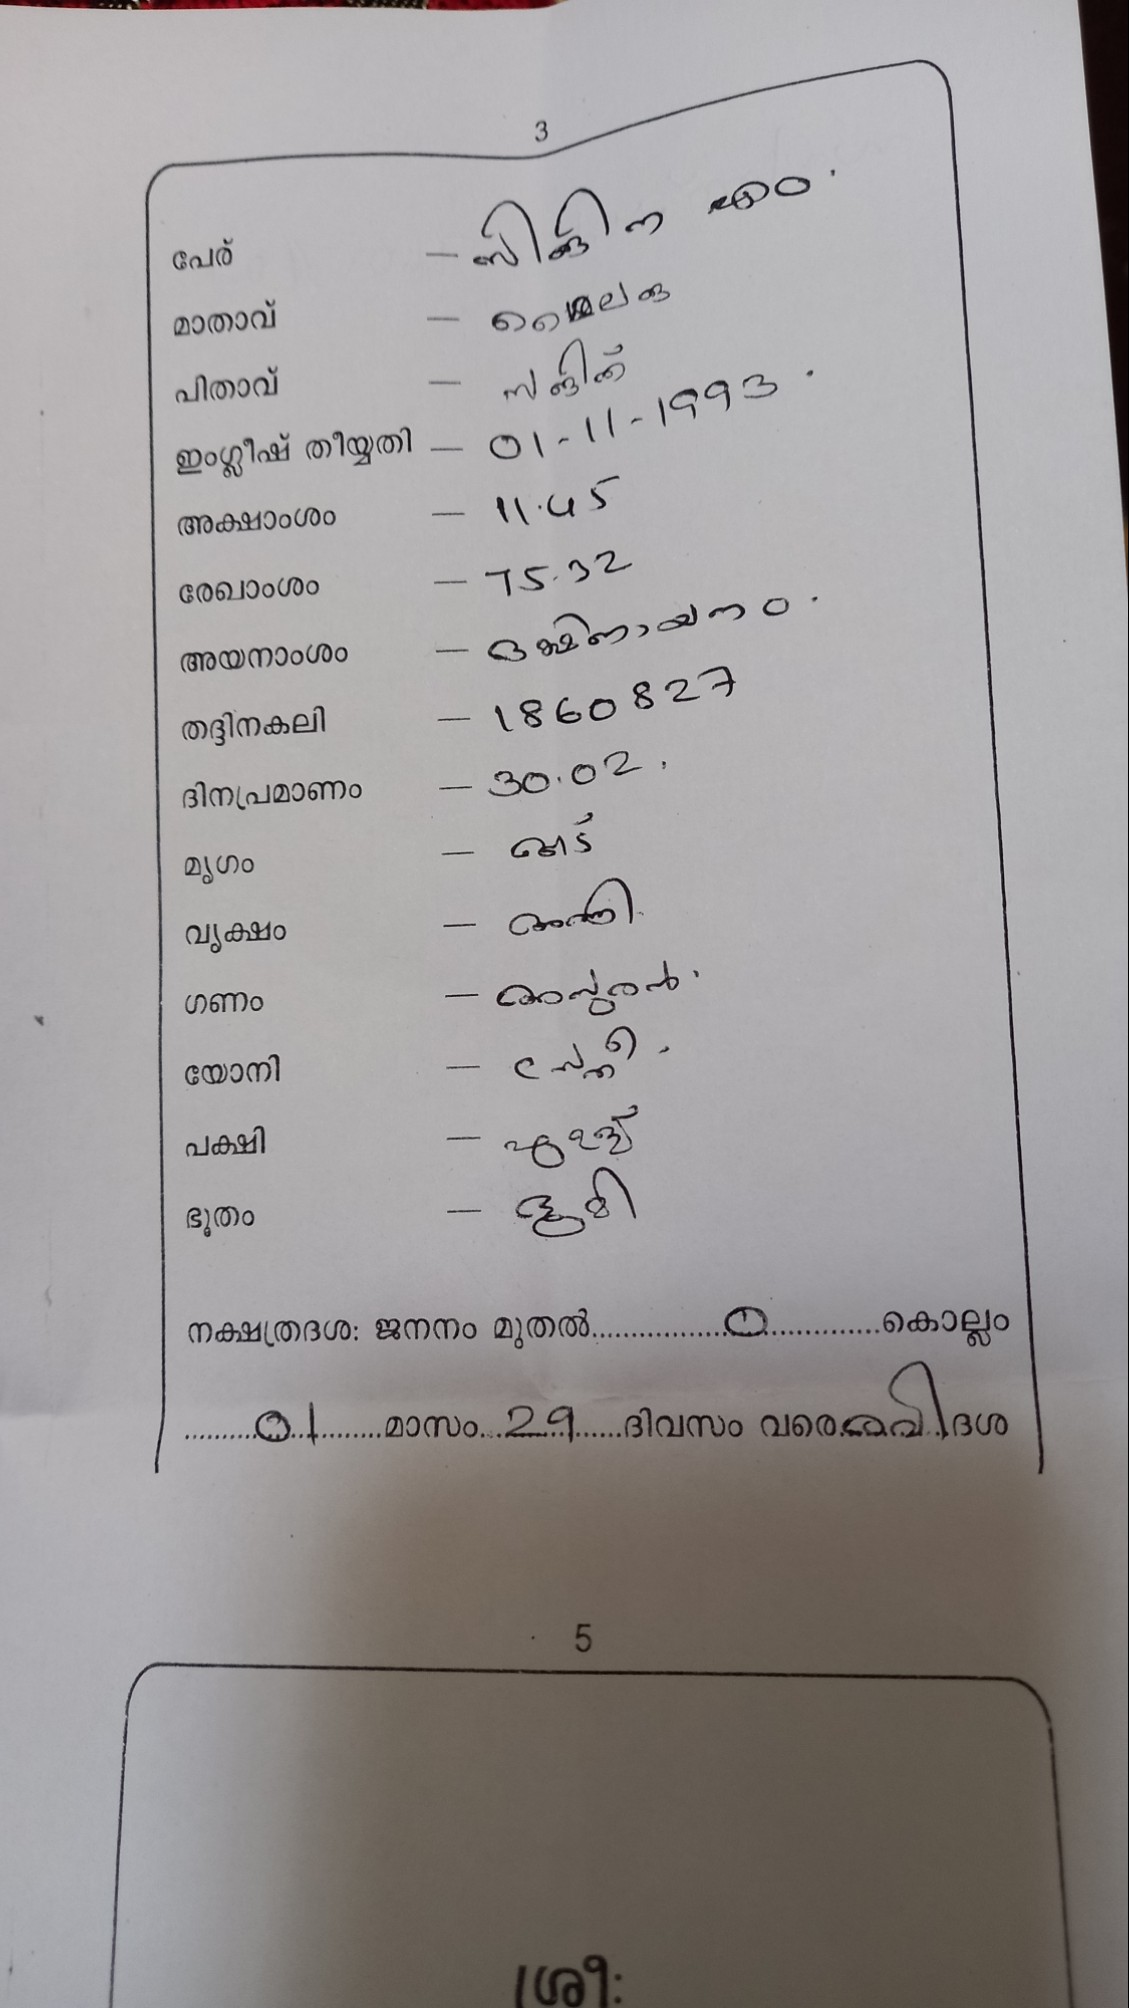 3
പേര് — സിജിന എം.
മാതാവ് — ശൈലജ
പിതാവ് — സജിത്
ഇംഗ്ലീഷ് തീയ്യതി — 01-11-1993.
അക്ഷാംശം — 11.45
രേഖാംശം — 75.32
അയനാംശം — ദക്ഷിണായനം.
തദ്ദിനകലി — 1860827
ദിനപ്രമാണം — 30.02.
മൃഗം — ആട്
വൃക്ഷം — അത്തി.
ഗണം — അസുരൻ.
യോനി — സ്ത്രീ.
പക്ഷി — പുള്ള്
ഭൂതം — ഭൂമി
നക്ഷത്രദശ: ജനനം മുതൽ..................0..............കൊല്ലം
..........01.........മാസം...29......ദിവസം വരെ രവി ദശ
5
ശ്രീ: